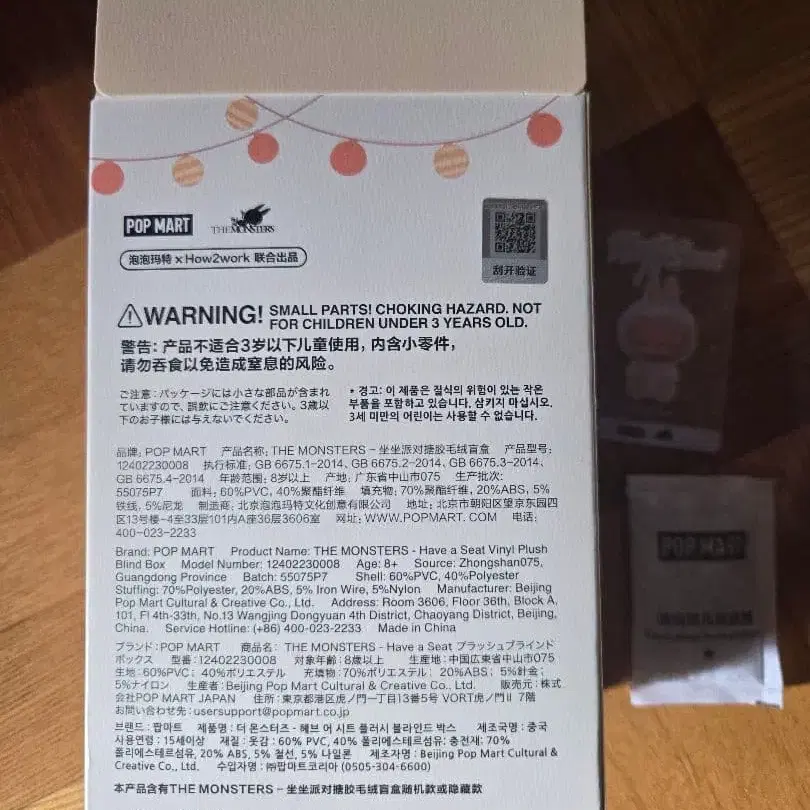 POP MART
THE MONSTERS
泡泡玛特 x How2work 联合出品
刮开验证
WARNING! SMALL PARTS! CHOKING HAZARD. NOT
FOR CHILDREN UNDER 3 YEARS OLD.
警告: 产品不适合3岁以下儿童使用，内含小零件，
请勿吞食以免造成窒息的风险。
ご注意：パッケージには小さな部品が含まれ
ていますので、誤飲にご注意ください。3歳以
下のお子様には与えないでください。
* 경고: 이 제품은 질식의 위험이 있는 작은
부품을 포함하고 있습니다. 삼키지 마십시오.
3세 미만의 어린이는 사용할 수 없습니다.
品牌: POP MART 产品名称: THE MONSTERS - 坐坐派对搪胶毛绒盲盒 产品型号:
12402230008 执行标准: GB 6675.1-2014、GB 6675.2-2014、GB 6675.3-2014、
GB 6675.4-2014 年龄范围: 8岁以上 产地: 广东省中山市075 生产批次:
55075P7 面料: 60%PVC, 40%聚酯纤维 填充物: 70%聚酯纤维, 20%ABS, 5%
铁线, 5%尼龙 制造商: 北京泡泡玛特文化创意有限公司 地址: 北京市朝阳区望京东园四
区13号楼-4至33层101内A座36层3606室 网址: WWW.POPMART.COM 电话:
400-023-2233
Brand: POP MART Product Name: THE MONSTERS - Have a Seat Vinyl Plush
Blind Box Model Number: 12402230008 Age: 8+ Source: Zhongshan075,
Guangdong Province Batch: 55075P7 Shell: 60%PVC, 40%Polyester
Stuffing: 70%Polyester, 20%ABS, 5% Iron Wire, 5%Nylon Manufacturer: Beijing
Pop Mart Cultural & Creative Co., Ltd. Address: Room 3606, Floor 36th, Block A,
101, F! 4th-33th, No.13 Wangjing Dongyuan 4th District, Chaoyang District, Beijing,
China. Service Hotline: (+86) 400-023-2233 Made in China
ブランド：POP MART 商品名： THE MONSTERS - Have a Seat プラッシュブラインド
ボックス 型番：12402230008 対象年齢：8歳以上 生産地：中国広東省中山市075
生地：60%PVC；40%ポリエステル 充填物：70%ポリエステル； 20%ABS；5%針金；
5%ナイロン 生産者：Beijing Pop Mart Cultural & Creative Co., Ltd. 販売元：株式
会社POP MART JAPAN 住所：東京都港区虎ノ門一丁目13番5号 VORT虎ノ門II 7階
お問い合わせ先：usersupport@popmart.co.jp
브랜드 : 팝마트 제품명 : 더 몬스터즈 - 헤브 어 시트 플러시 블라인드 박스 제조국명 : 중국
사용연령 : 15세이상 재질 : 옷감 : 60% PVC, 40% 폴리에스테르섬유; 충전재: 70%
폴리에스테르섬유, 20% ABS, 5% 철선, 5% 나일론 제조자명 : Beijing Pop Mart Cultural &
Creative Co., Ltd. 수입자명 : ㈜팝마트코리아 (0505-304-6600)
本产品含有THE MONSTERS - 坐坐派对搪胶毛绒盲盒随机款或隐藏款
POP MART